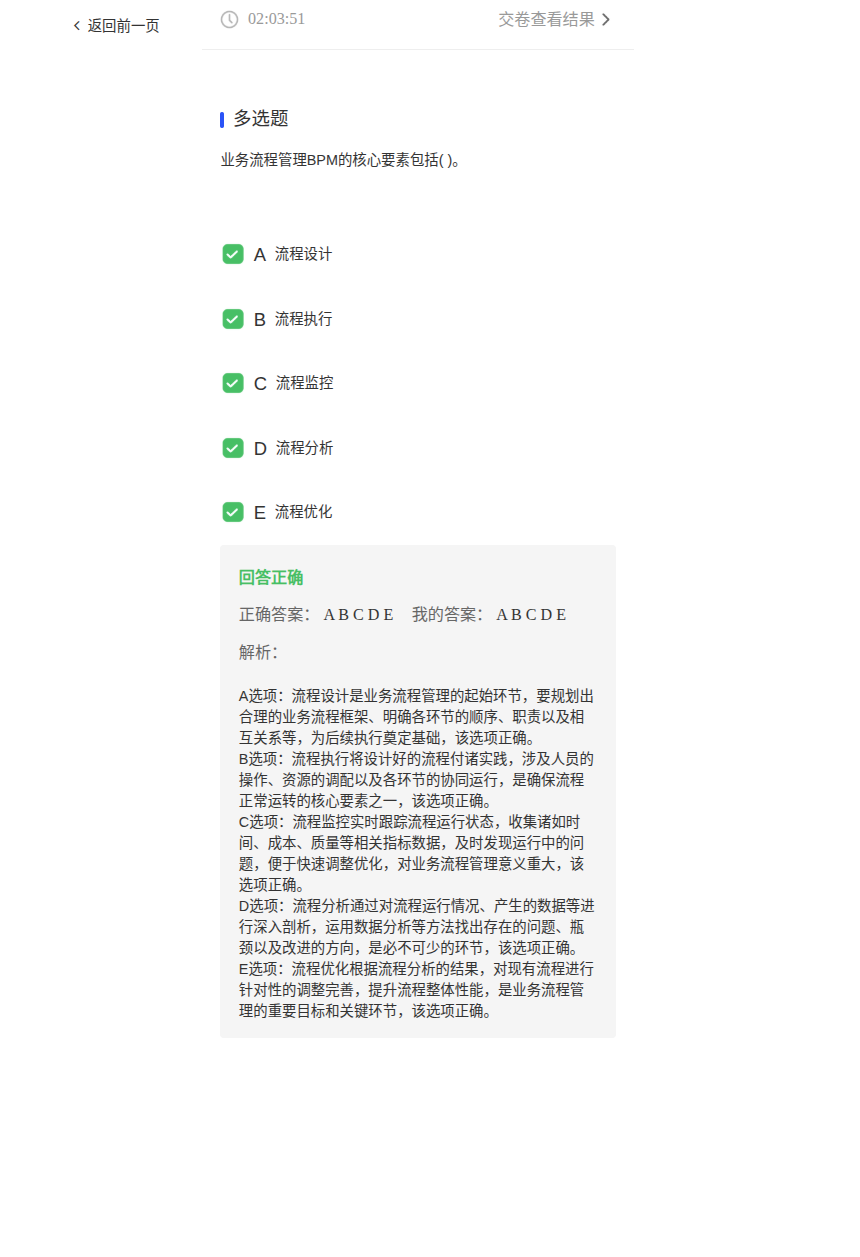 返回前一页
02:03:51
交卷查看结果
多选题
业务流程管理BPM的核心要素包括( )。
A 流程设计
B 流程执行
C 流程监控
D 流程分析
E 流程优化
回答正确
正确答案： A B C D E 我的答案： A B C D E
解析：
A选项：流程设计是业务流程管理的起始环节，要规划出
合理的业务流程框架、明确各环节的顺序、职责以及相
互关系等，为后续执行奠定基础，该选项正确。
B选项：流程执行将设计好的流程付诸实践，涉及人员的
操作、资源的调配以及各环节的协同运行，是确保流程
正常运转的核心要素之一，该选项正确。
C选项：流程监控实时跟踪流程运行状态，收集诸如时
间、成本、质量等相关指标数据，及时发现运行中的问
题，便于快速调整优化，对业务流程管理意义重大，该
选项正确。
D选项：流程分析通过对流程运行情况、产生的数据等进
行深入剖析，运用数据分析等方法找出存在的问题、瓶
颈以及改进的方向，是必不可少的环节，该选项正确。
E选项：流程优化根据流程分析的结果，对现有流程进行
针对性的调整完善，提升流程整体性能，是业务流程管
理的重要目标和关键环节，该选项正确。